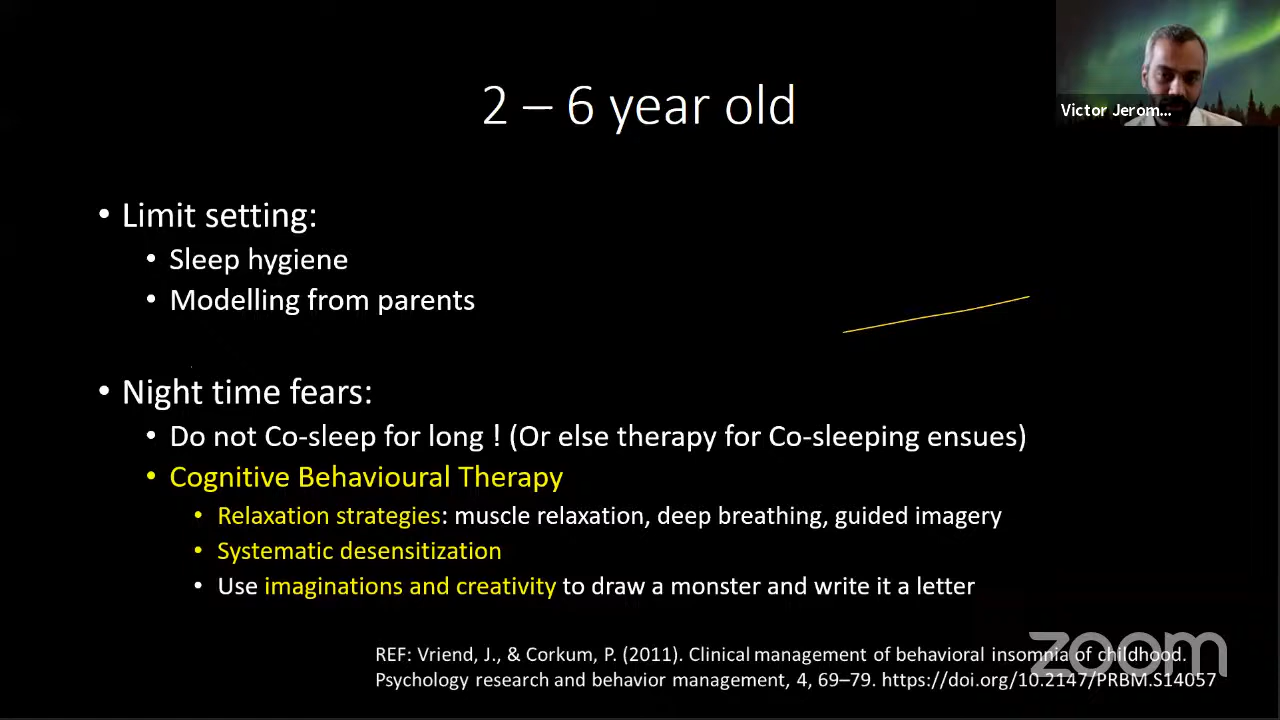 2 – 6 year old
Victor Jerom...
• Limit setting:
• Sleep hygiene
• Modelling from parents
• Night time fears:
• Do not Co-sleep for long ! (Or else therapy for Co-sleeping ensues)
• Cognitive Behavioural Therapy
• Relaxation strategies: muscle relaxation, deep breathing, guided imagery
• Systematic desensitization
• Use imaginations and creativity to draw a monster and write it a letter
REF: Vriend, J., & Corkum, P. (2011). Clinical management of behavioral insomnia of childhood.
Psychology research and behavior management, 4, 69–79. https://doi.org/10.2147/PRBM.S14057
zoom